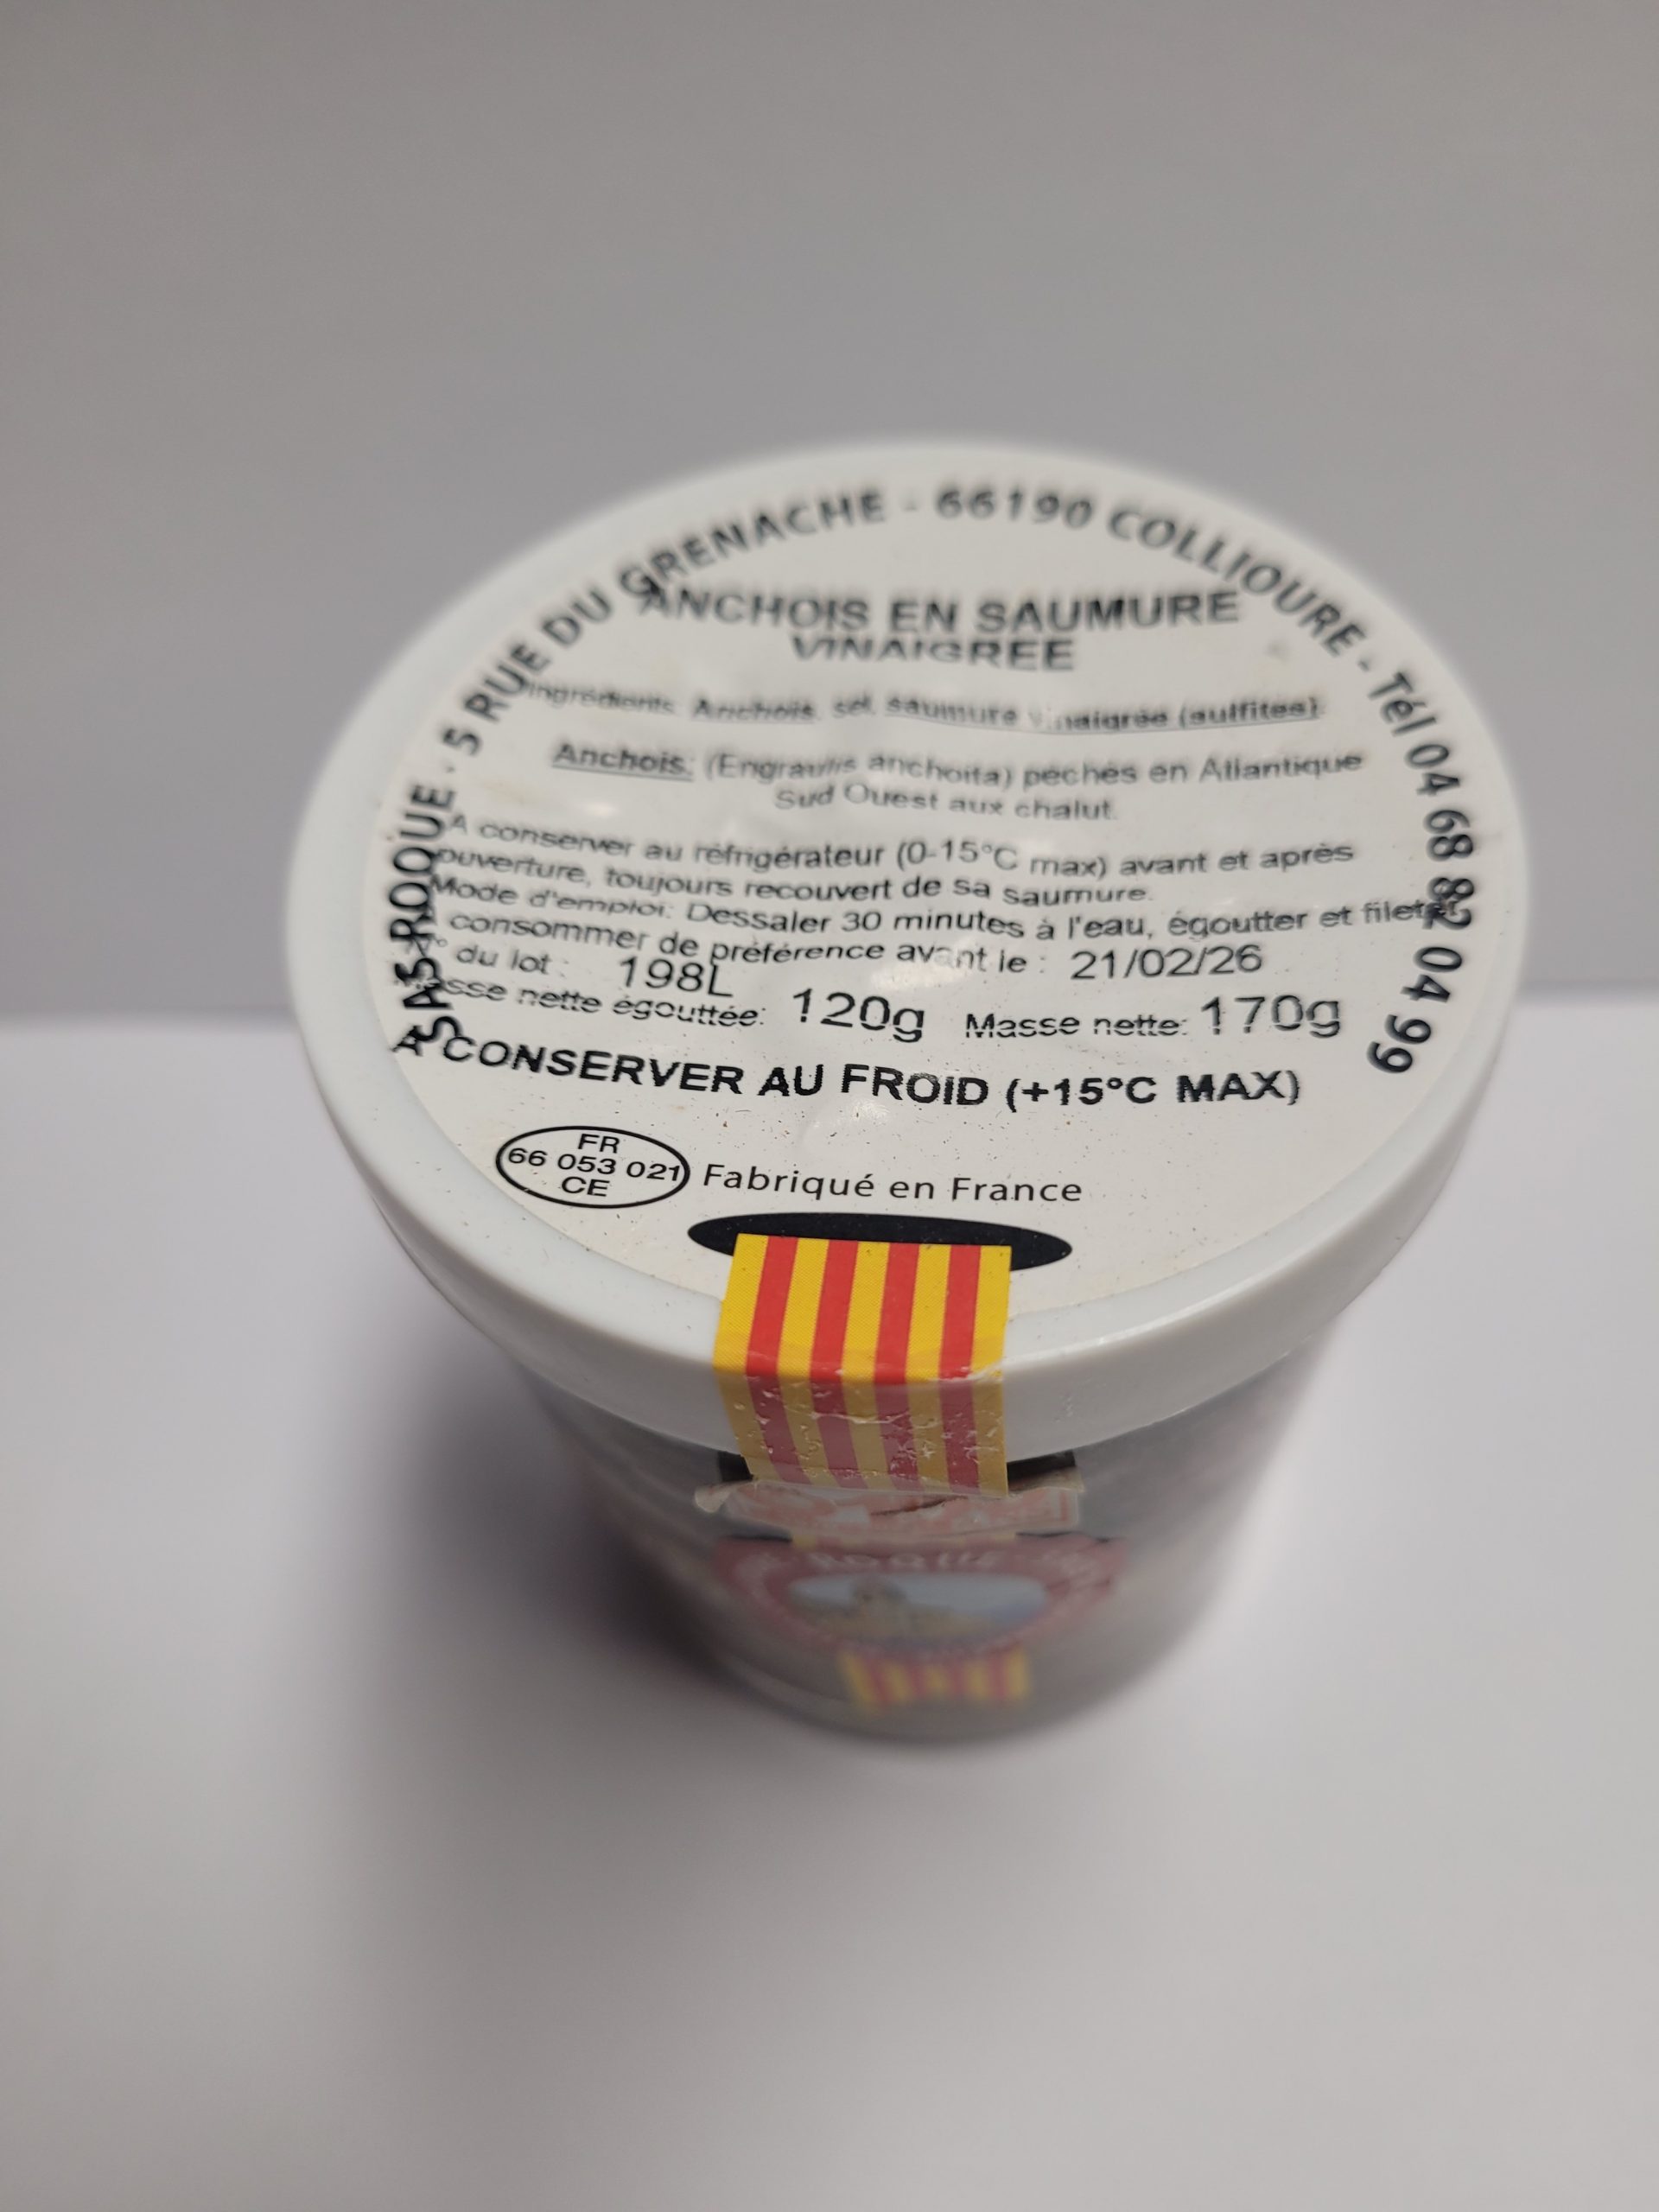 SAS ROQUE. 5 RUE DU GRENACHE - 66190 COLLIOURE - Tél 04 68 82 04 99
ANCHOIS EN SAUMURE
VINAIGREE
Ingrédients: Anchois, sel, saumure vinaigrée (sulfites)
Anchois: (Engraulis anchoita) pechés en Atlantique
Sud Ouest aux chalut.
A conserver au réfrigérateur (0-15°C max) avant et après
ouverture, toujours recouvert de sa saumure.
Mode d'emploi: Dessaler 30 minutes à l'eau, égoutter et fileter
A consommer de préférence avant le : 21/02/26
N° du lot : 198L
Masse nette égouttée: 120g Masse nette: 170g
A CONSERVER AU FROID (+15°C MAX)
FR
66 053 021
CE
Fabriqué en France
ROQUE